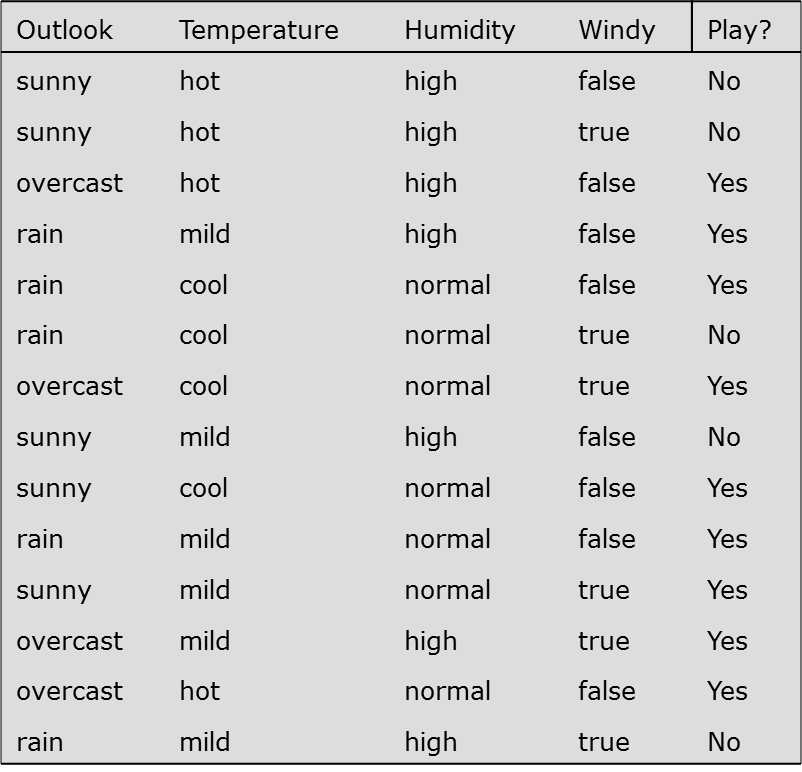 Outlook Temperature Humidity Windy Play?
sunny hot high false No
sunny hot high true No
overcast hot high false Yes
rain mild high false Yes
rain cool normal false Yes
rain cool normal true No
overcast cool normal true Yes
sunny mild high false No
sunny cool normal false Yes
rain mild normal false Yes
sunny mild normal true Yes
overcast mild high true Yes
overcast hot normal false Yes
rain mild high true No